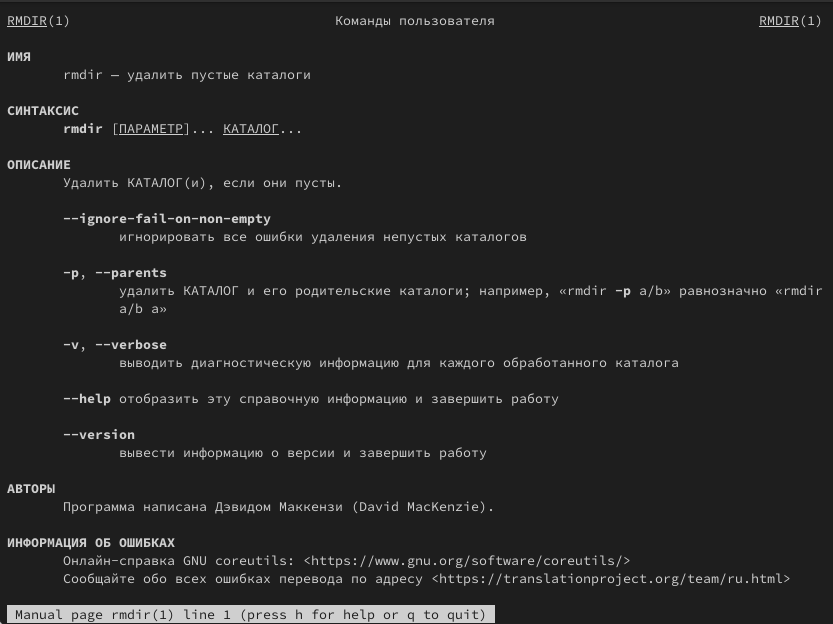 RMDIR(1) Команды пользователя RMDIR(1)
ИМЯ
rmdir — удалить пустые каталоги
СИНТАКСИС
rmdir [ПАРАМЕТР]... КАТАЛОГ...
ОПИСАНИЕ
Удалить КАТАЛОГ(и), если они пусты.
--ignore-fail-on-non-empty
игнорировать все ошибки удаления непустых каталогов
-p, --parents
удалить КАТАЛОГ и его родительские каталоги; например, «rmdir -p a/b» равнозначно «rmdir
a/b a»
-v, --verbose
выводить диагностическую информацию для каждого обработанного каталога
--help отобразить эту справочную информацию и завершить работу
--version
вывести информацию о версии и завершить работу
АВТОРЫ
Программа написана Дэвидом Маккензи (David MacKenzie).
ИНФОРМАЦИЯ ОБ ОШИБКАХ
Онлайн-справка GNU coreutils: <https://www.gnu.org/software/coreutils/>
Сообщайте обо всех ошибках перевода по адресу <https://translationproject.org/team/ru.html>
Manual page rmdir(1) line 1 (press h for help or q to quit)